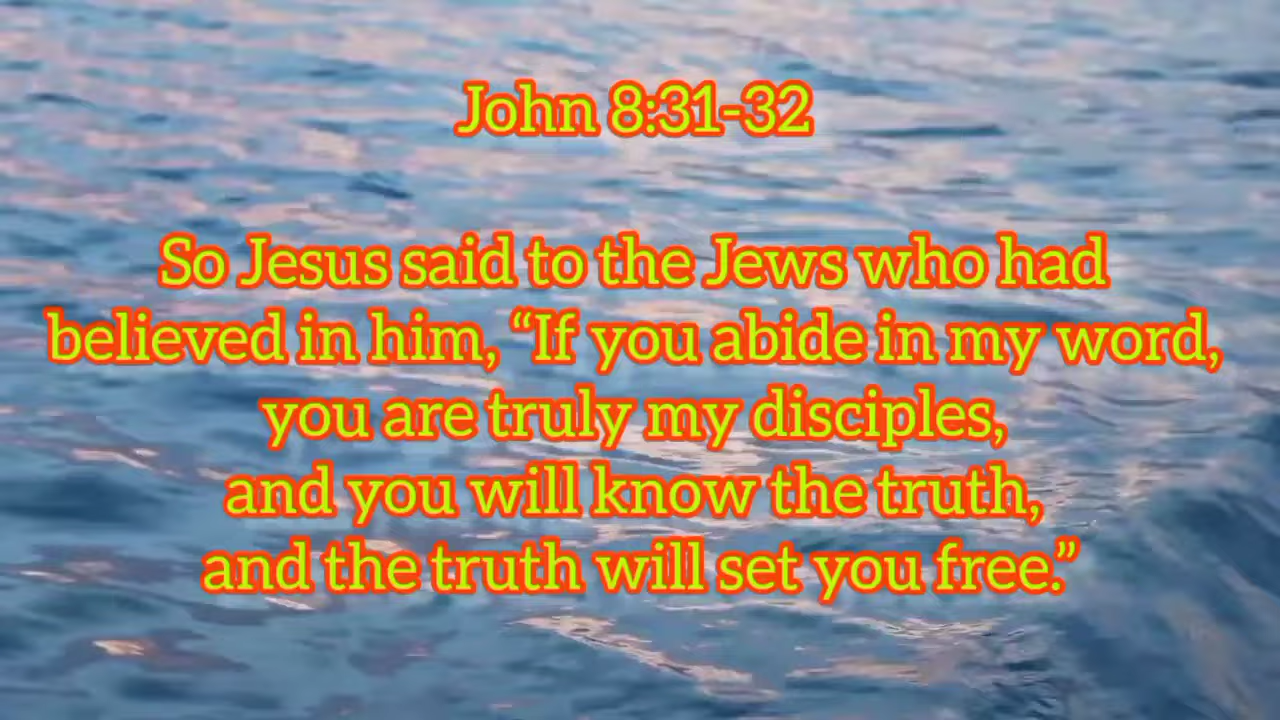 John 8:31-32
So Jesus said to the Jews who had
believed in him, “If you abide in my word,
you are truly my disciples,
and you will know the truth,
and the truth will set you free.”